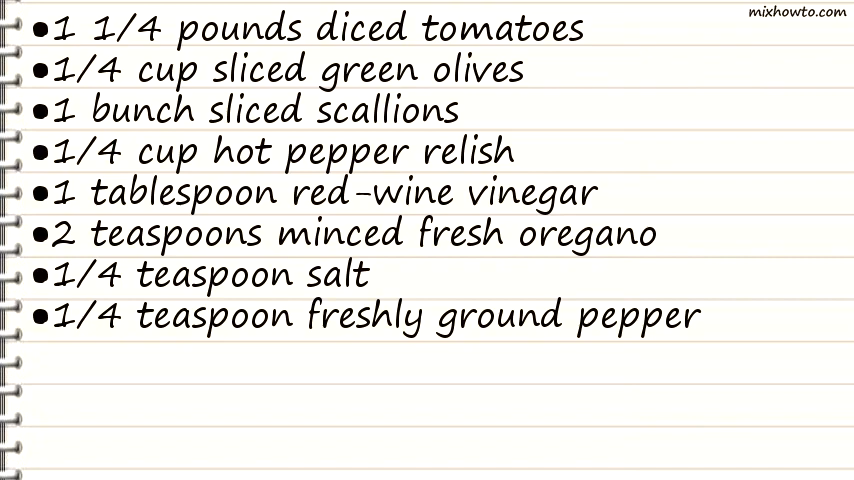 mixhowto.com
•1 1/4 pounds diced tomatoes
•1/4 cup sliced green olives
•1 bunch sliced scallions
•1/4 cup hot pepper relish
•1 tablespoon red-wine vinegar
•2 teaspoons minced fresh oregano
•1/4 teaspoon salt
•1/4 teaspoon freshly ground pepper